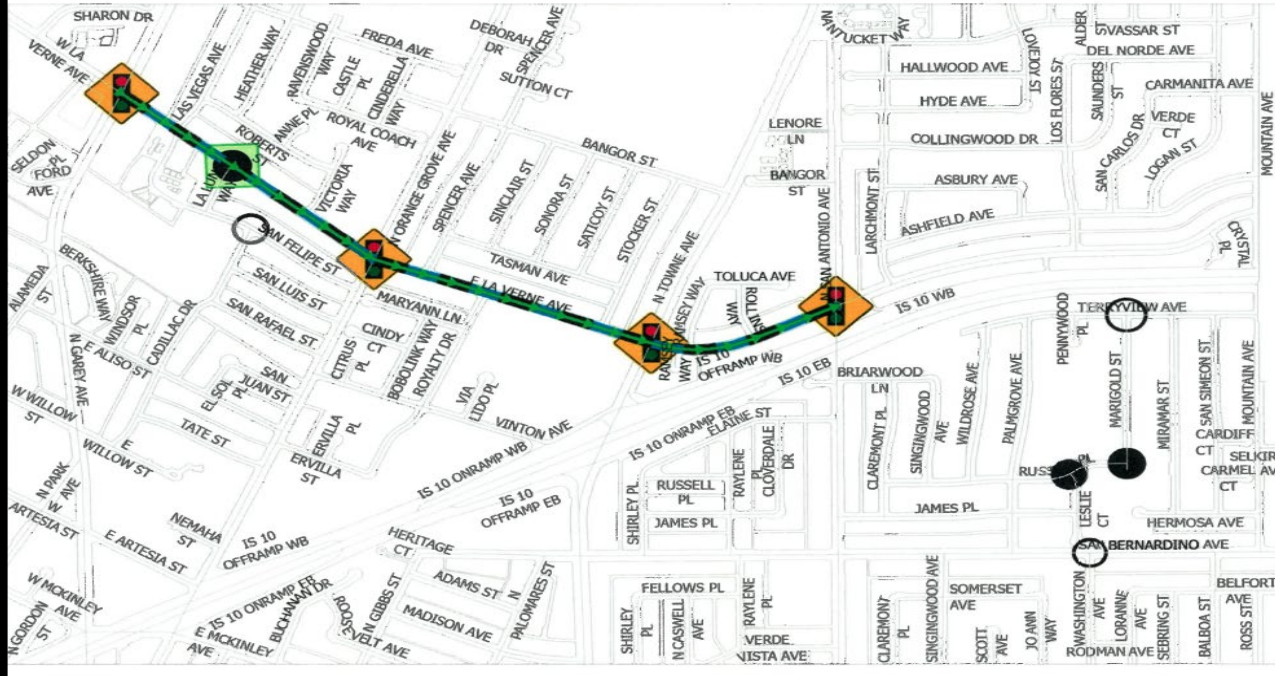 SHARON DR
W LA
VERNE AVE
LAS VEGAS AVE
HEATHER WAY
RAVENSWOOD
WAY
CASTLE
PL
FREDA AVE
CINDERELLA
WAY
DEBORAH
DR
SPENCER AVE
SUTTON CT
ANNE PL
ROYAL COACH
AVE
ROBERTS
ST
SELDON
PL
FORD
AVE
WAY
VICTORIA
WAY
N ORANGE GROVE AVE
SPENCER AVE
SINCLAIR ST
SONORA ST
SATICOY ST
STOCKER ST
BANGOR ST
LENORE
LN
BANGOR
ST
N SAN ANTONIO AVE
LARCHMONT ST
NANTUCKET WAY
HALLWOOD AVE
HYDE AVE
COLLINGWOOD DR
ASBURY AVE
ASHFIELD AVE
LOVEJOY ST
LOS FLORES ST
ALDER
VASSAR ST
DEL NORDE AVE
SAUNDERS
ST
CARMANITA AVE
VERDE
CT
SAN CARLOS DR
LOGAN ST
MOUNTAIN AVE
CRYSTAL
PL
SAN FELIPE ST
SAN LUIS ST
SAN RAFAEL ST
TASMAN AVE
E LA VERNE AVE
MARYANN LN
N TOWNE AVE
RAMSEY WAY
TOLUCA AVE
ROLLINS
WAY
WAY
IS 10 WB
IS 10
OFFRAMP WB
IS 10 EB
TERRYVIEW AVE
PENNYWOOD
PL
ALAMEDA
ST
BERKSHIRE WAY
WINDSOR
PL
CADILLAC DR
N GAREY AVE
E ALISO ST
CINDY
CT
CITRUS
PL
BOBOLINK WAY
ROYALTY DR
EL SOL
PL
SAN
JUAN ST
TATE ST
VIA
LIDO PL
VINTON AVE
W WILLOW
ST
E
WILLOW ST
ERVILLA
PL
ERVILLA
ST
IS 10 ONRAMP WB
IS 10 ONRAMP EB
ELAINE ST
BRIARWOOD
LN
CLAREMONT PL
SINGINGWOOD
AVE
WILDROSE AVE
PALMGROVE AVE
MARIGOLD ST
MIRAMAR ST
SAN SIMEON ST
MOUNTAIN AVE
CARDIFF
CT
CARMEL AV
CT
N PARK
AVE
W
ARTESIA ST
E ARTESIA ST
NEMAHA
ST
IS 10
OFFRAMP WB
IS 10
OFFRAMP EB
SHIRLEY PL
RUSSELL
PL
JAMES PL
RAYLENE
PL
CLOVERDALE
DR
PL
JAMES PL
LESLIE
CT
HERMOSA AVE
SAN BERNARDINO AVE
HERITAGE
CT
ADAMS ST
MADISON AVE
N
PALOMARES ST
N GIBBS ST
BUCHANAN DR
IS 10 ONRAMP EB
E MCKINLEY
AVE
W MCKINLEY
AVE
N GORDON
ST
FELLOWS PL
SHIRLEY
PL
N CASWELL
AVE
RAYLENE
PL
VERDE
VISTA AVE
CLAREMONT
PL
SINGINGWOOD AVE
SOMERSET
AVE
SCOTT
AVE
JO ANN
WAY
WASHINGTON
AVE
LORANNE
AVE
RODMAN AVE
SEBRING ST
BALBOA ST
ROSS ST
BELFORT
AVE